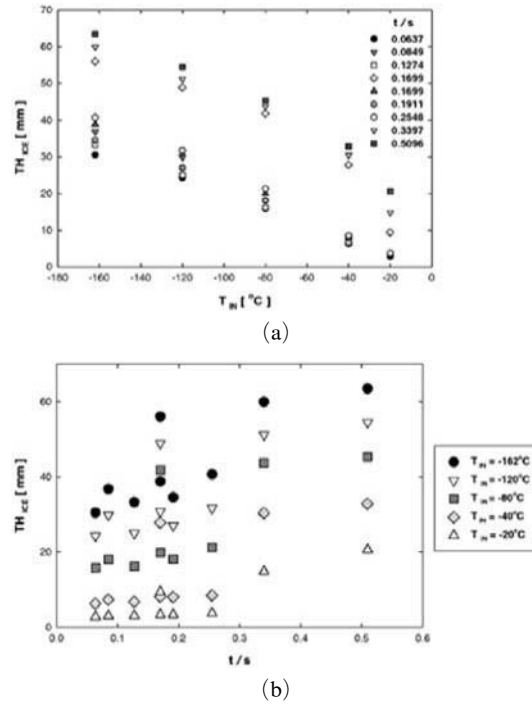 70
60
50
40
30
20
10
0
TH ICE [ mm ]
-180 -160 -140 -120 -100 -80 -60 -40 -20 0
T IN [ °C ]
t / s
0.0637
0.0849
0.1274
0.1699
0.1699
0.1911
0.2548
0.3397
0.5096
(a)
60
40
20
0
TH ICE [ mm ]
0.0 0.1 0.2 0.3 0.4 0.5 0.6
t / s
T IN = -162°C
T IN = -120°C
T IN = -80°C
T IN = -40°C
T IN = -20°C
(b)